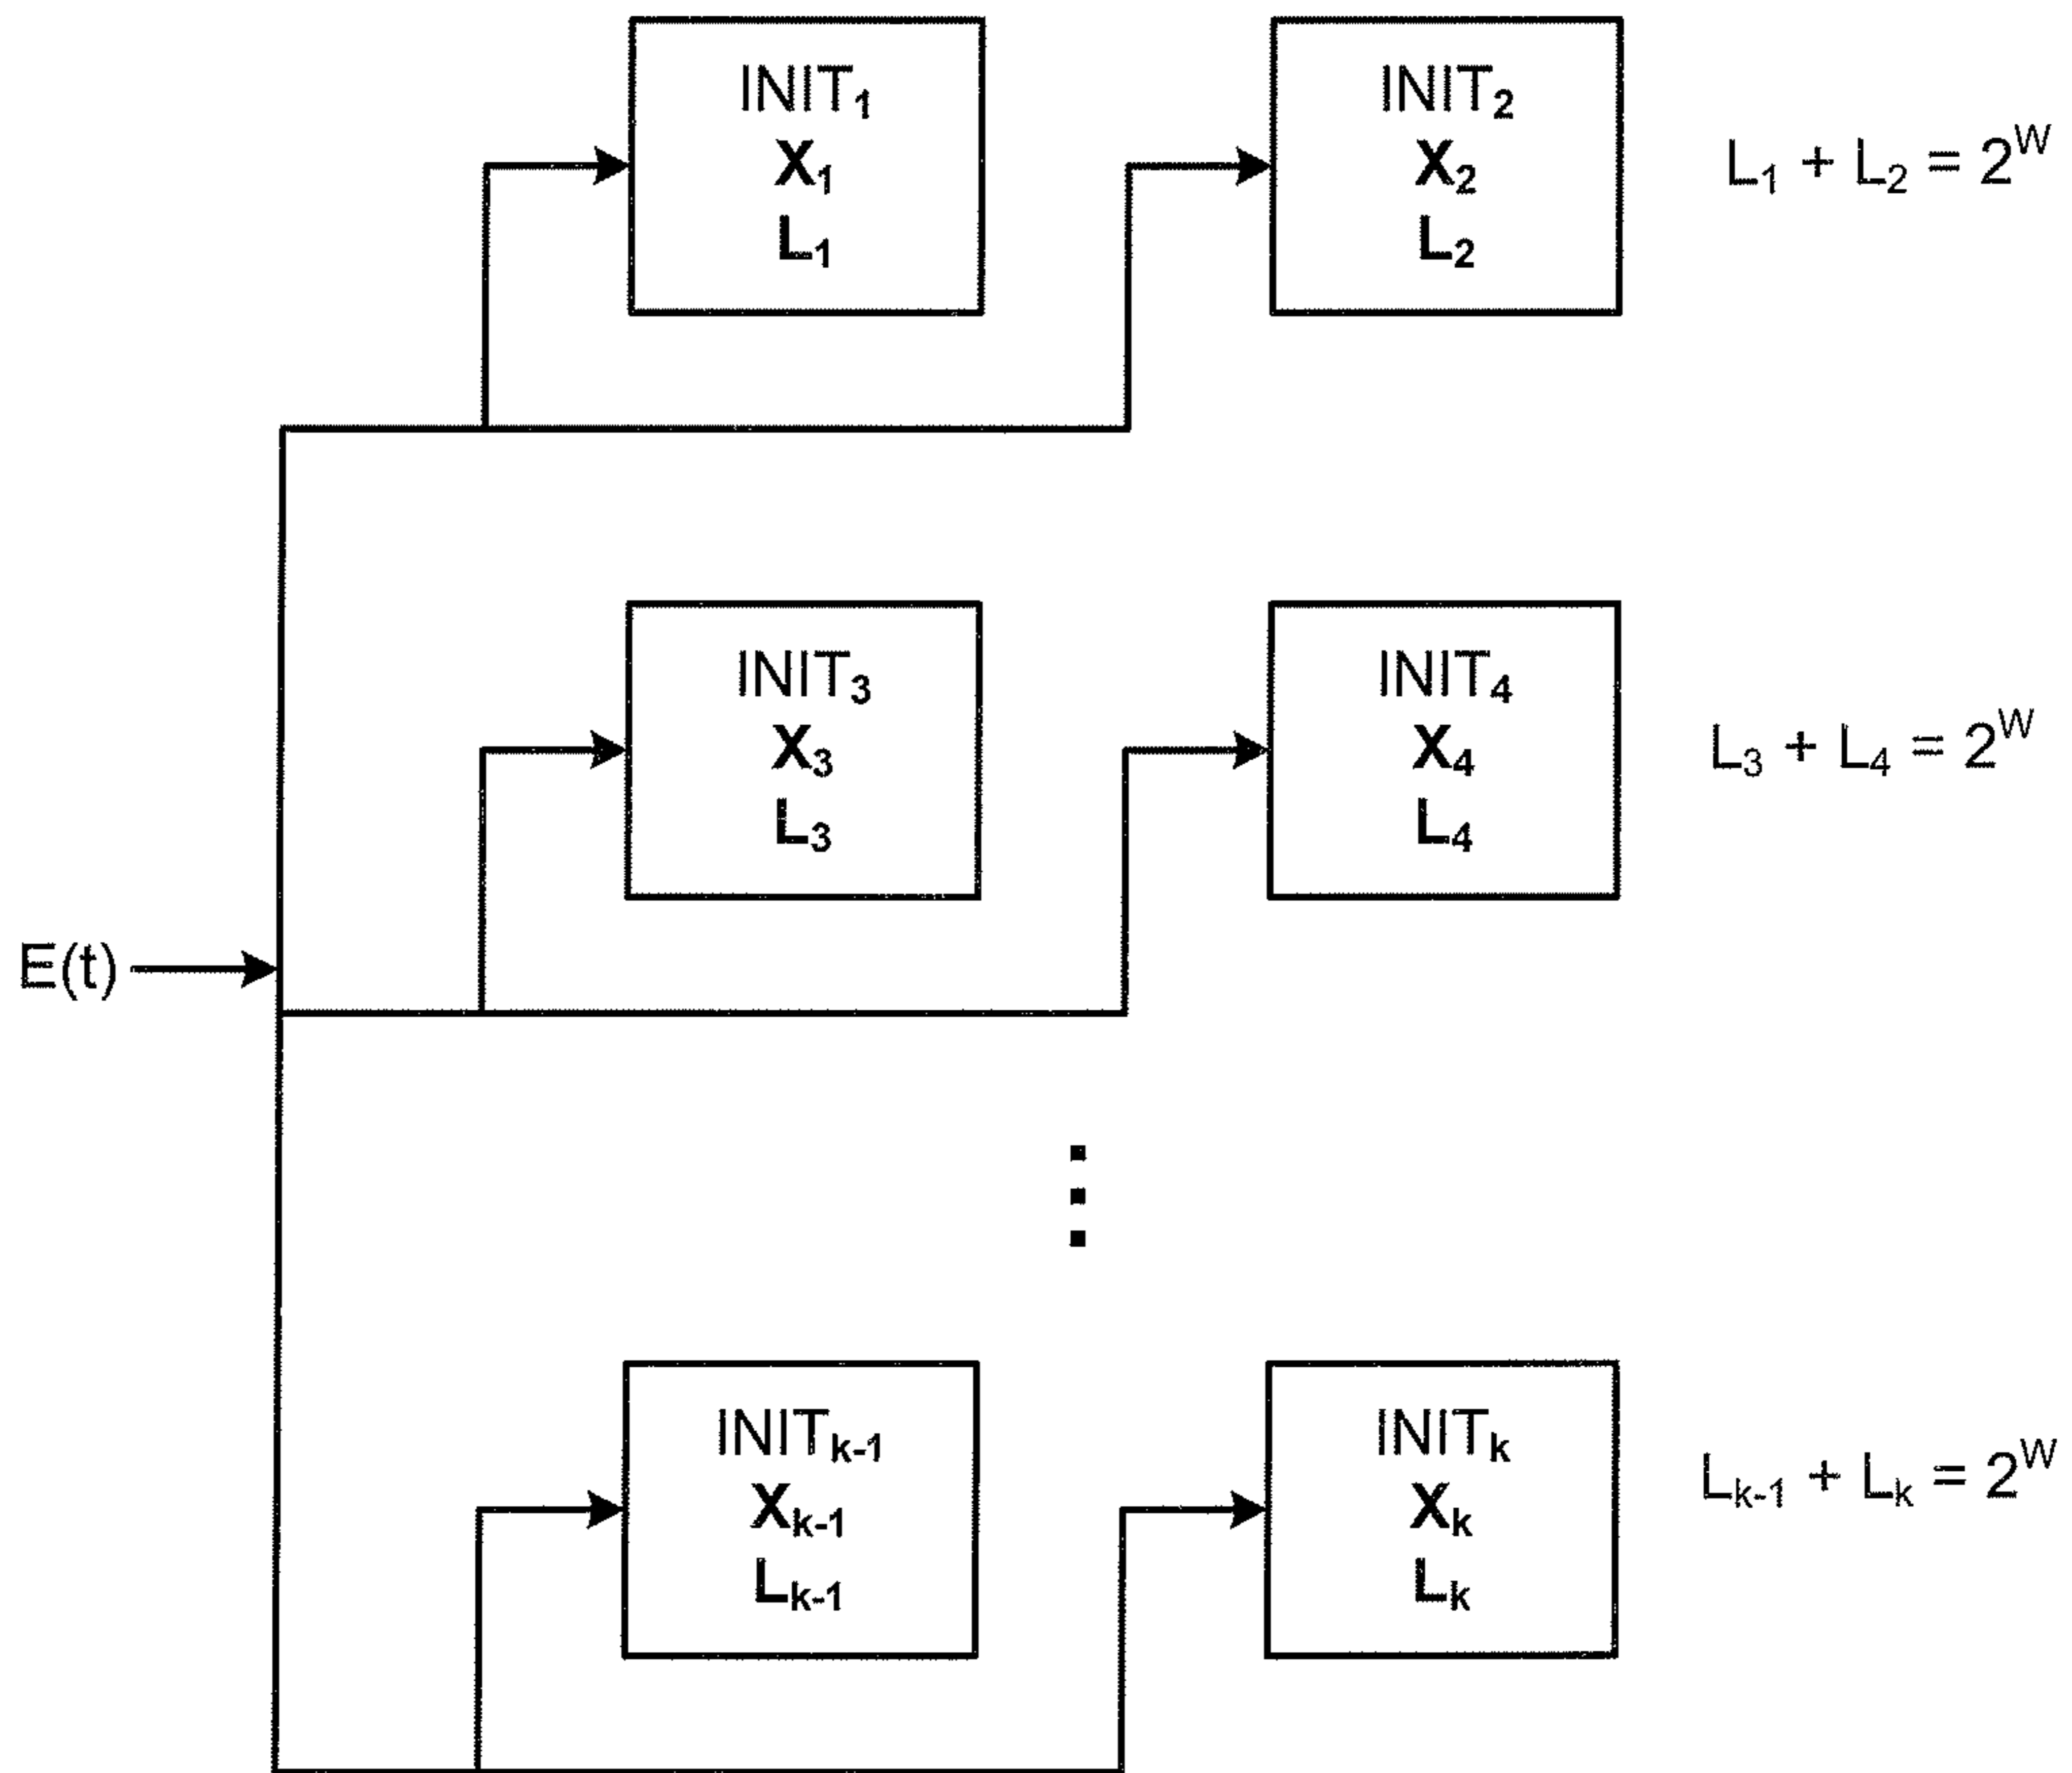 INIT₁
X₁
L₁
INIT₂
X₂
L₂
L₁ + L₂ = 2ᵂ
INIT₃
X₃
L₃
INIT₄
X₄
L₄
L₃ + L₄ = 2ᵂ
E(t)
INITₖ₋₁
Xₖ₋₁
Lₖ₋₁
INITₖ
Xₖ
Lₖ
Lₖ₋₁ + Lₖ = 2ᵂ